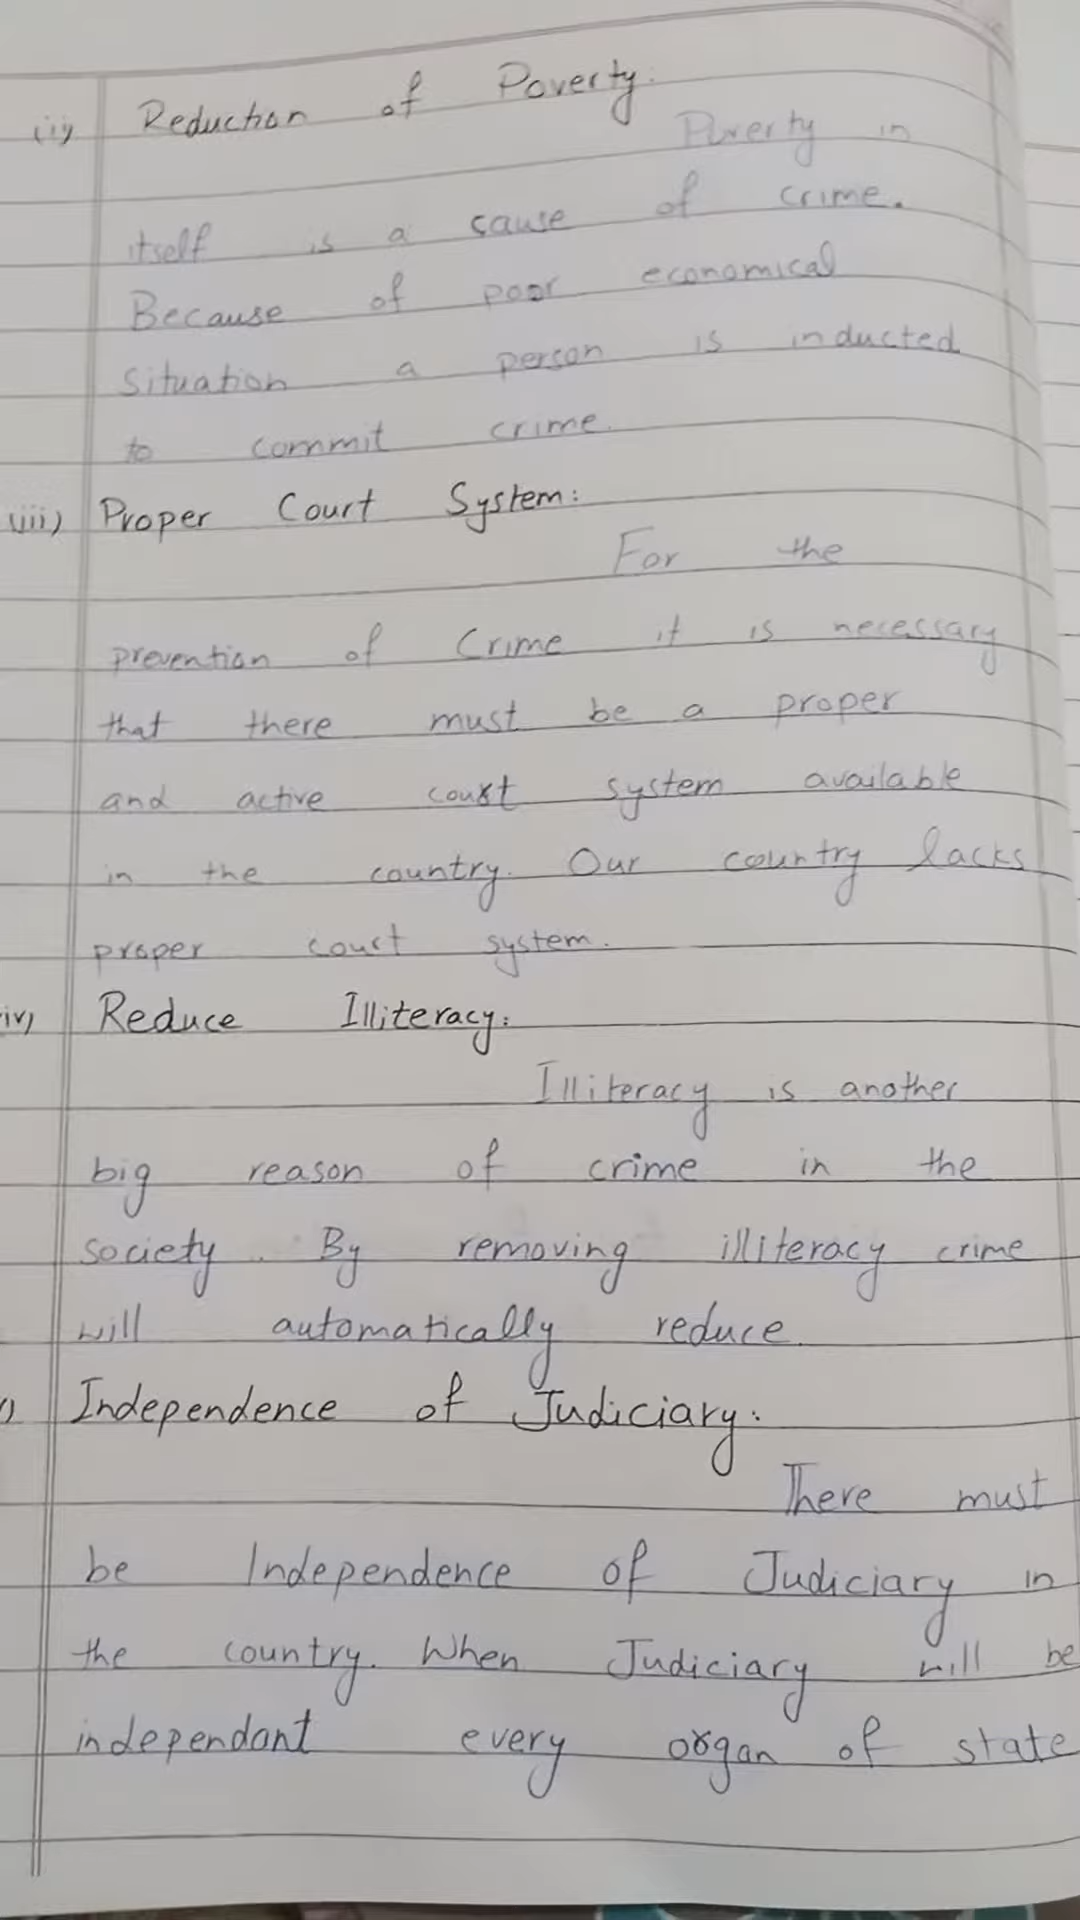 (ii) Reduction of Poverty:
Poverty in
itself is a cause of crime.
Because of poor economical
situation a person is inducted
to commit crime.
(iii) Proper Court System:
For the
prevention of Crime it is necessary
that there must be a proper
and active court system available
in the country. Our country lacks
proper court system.
iv) Reduce Illiteracy:
Illiteracy is another
big reason of crime in the
society. By removing illiteracy crime
will automatically reduce.
) Independence of Judiciary:
There must
be Independence of Judiciary in
the country. When Judiciary will be
independant every organ of state